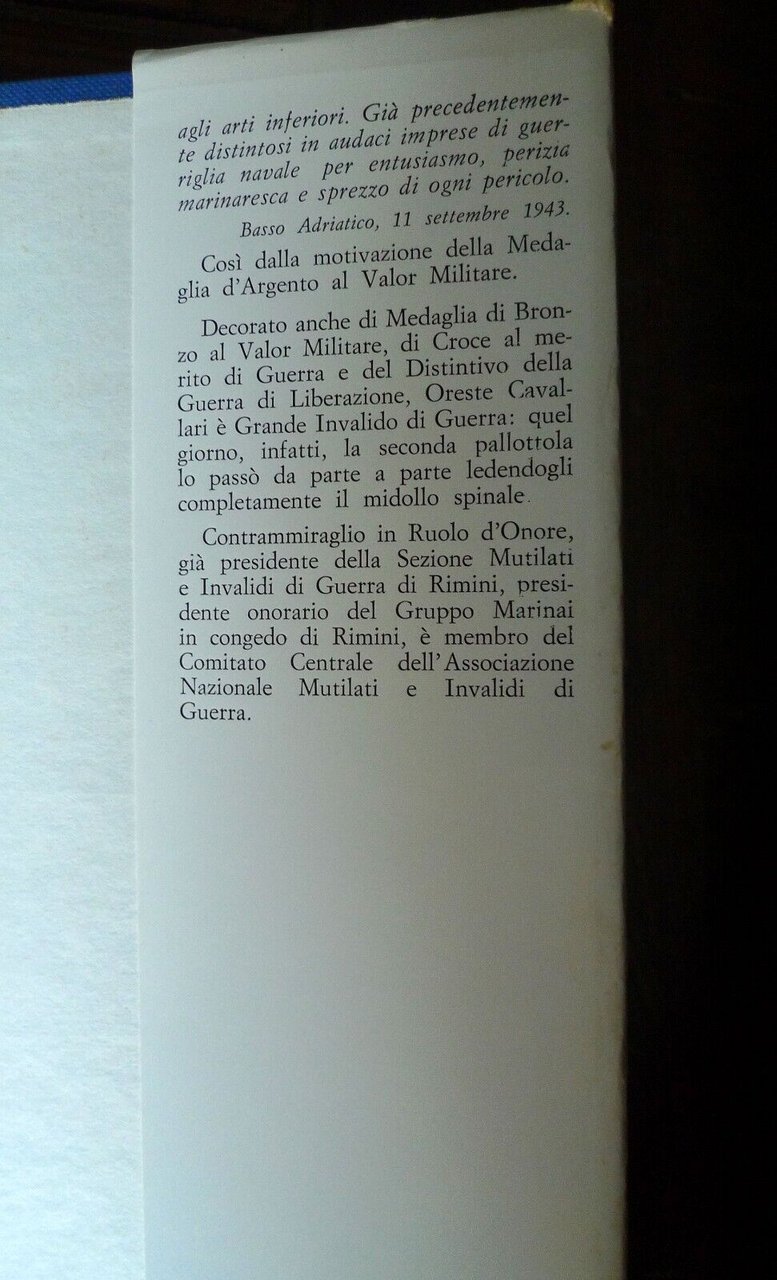 agli arti inferiori. Già precedentemen-
te distintosi in audaci imprese di guer-
riglia navale per entusiasmo, perizia
marinaresca e sprezzo di ogni pericolo.
Basso Adriatico, 11 settembre 1943.
Così dalla motivazione della Meda-
glia d'Argento al Valor Militare.
Decorato anche di Medaglia di Bron-
zo al Valor Militare, di Croce al me-
rito di Guerra e del Distintivo della
Guerra di Liberazione, Oreste Caval-
lari è Grande Invalido di Guerra: quel
giorno, infatti, la seconda pallottola
lo passò da parte a parte ledendogli
completamente il midollo spinale.
Contrammiraglio in Ruolo d'Onore,
già presidente della Sezione Mutilati
e Invalidi di Guerra di Rimini, presi-
dente onorario del Gruppo Marinai
in congedo di Rimini, è membro del
Comitato Centrale dell'Associazione
Nazionale Mutilati e Invalidi di
Guerra.